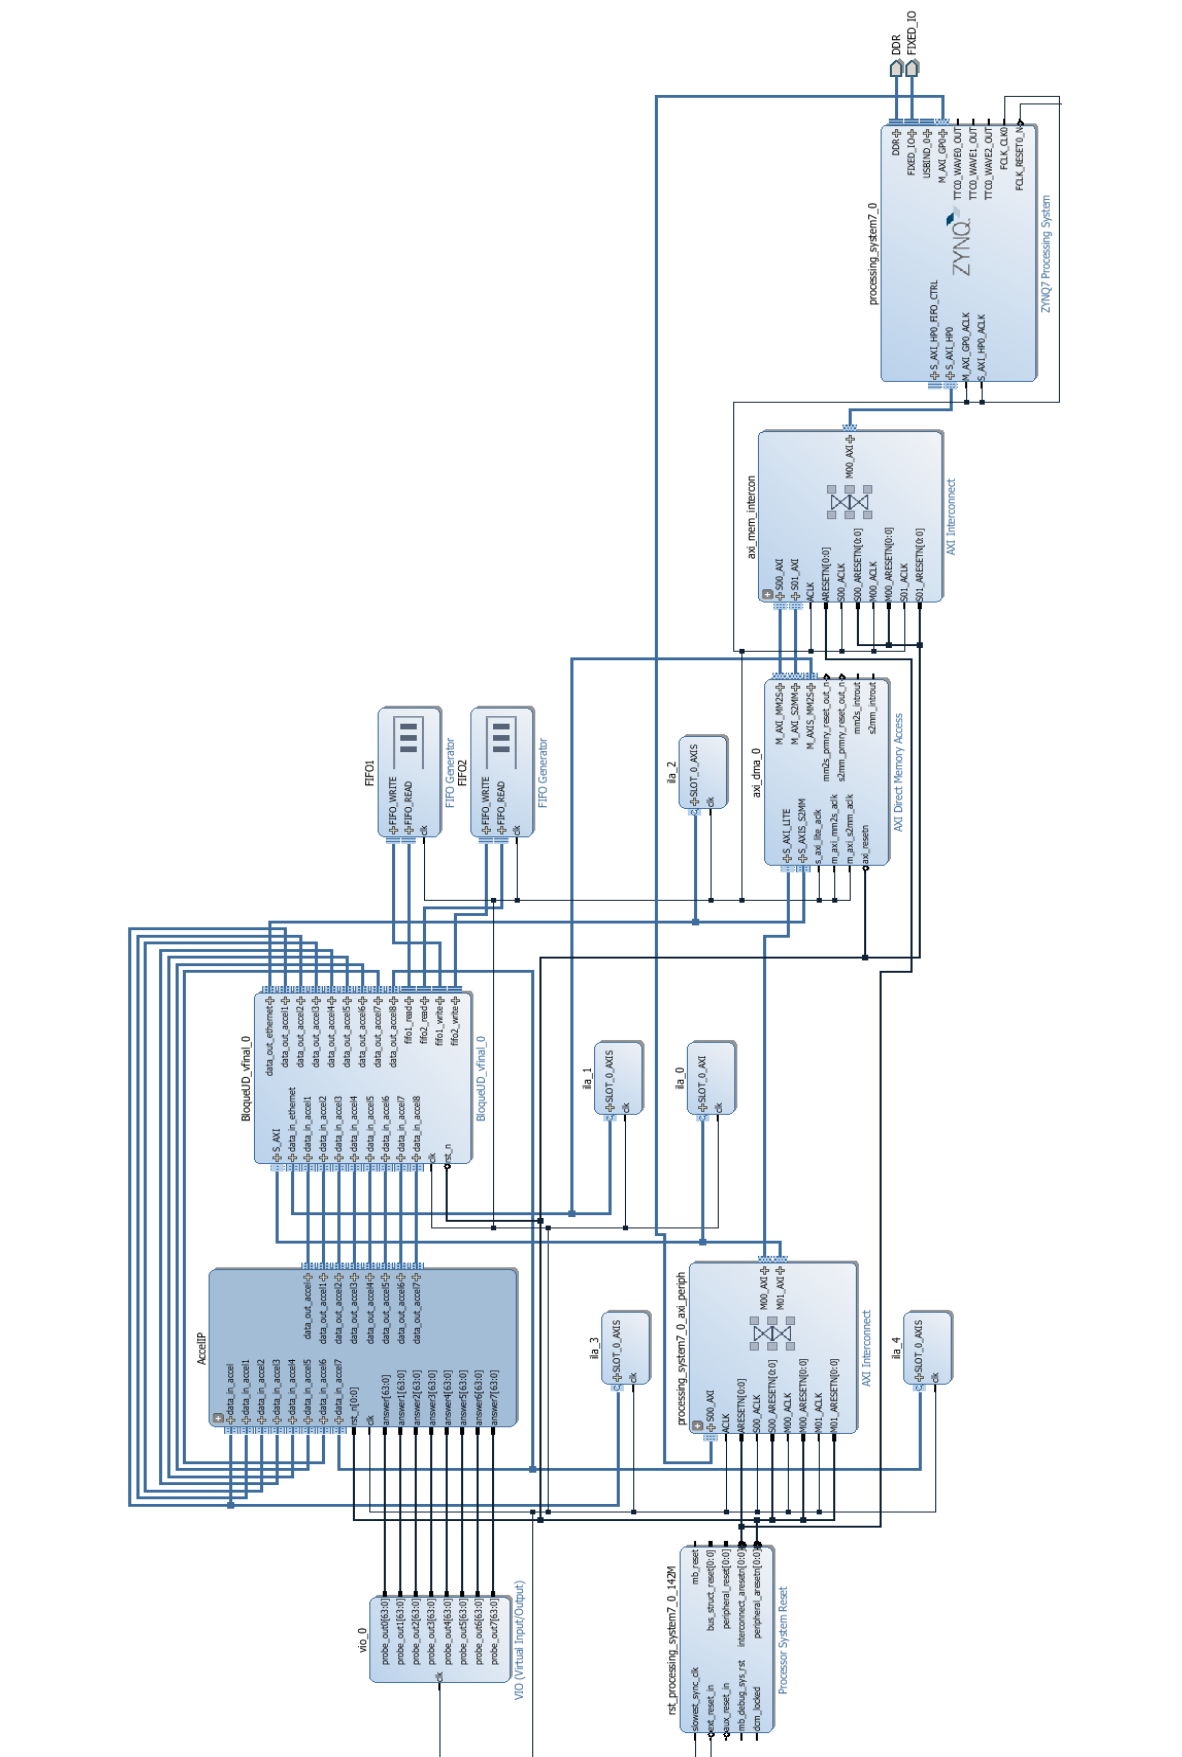 DDR
FIXED_IO
processing_system7_0
DDR
FIXED_IO
USBIND_0
M_AXI_GP0
TTC0_WAVE0_OUT
TTC0_WAVE1_OUT
TTC0_WAVE2_OUT
FCLK_CLK0
FCLK_RESET0_N
ZYNQ
S_AXI_HP0_FIFO_CTRL
S_AXI_HP0
M_AXI_GP0_ACLK
S_AXI_HP0_ACLK
ZYNQ7 Processing System
axi_mem_intercon
M00_AXI
S00_AXI
S01_AXI
ACLK
ARESETN[0:0]
S00_ACLK
S00_ARESETN[0:0]
M00_ACLK
M00_ARESETN[0:0]
S01_ACLK
S01_ARESETN[0:0]
AXI Interconnect
axi_dma_0
M_AXI_MM2S
M_AXI_S2MM
M_AXIS_MM2S
mm2s_prmry_reset_out_n
s2mm_prmry_reset_out_n
mm2s_introut
s2mm_introut
S_AXI_LITE
S_AXIS_S2MM
s_axi_lite_aclk
m_axi_mm2s_aclk
m_axi_s2mm_aclk
axi_resetn
AXI Direct Memory Access
ila_2
SLOT_0_AXIS
clk
FIFO1
FIFO_WRITE
FIFO_READ
clk
FIFO Generator
FIFO2
FIFO_WRITE
FIFO_READ
clk
FIFO Generator
BloqueUD_vfinal_0
data_out_ethernet
data_out_accel1
data_out_accel2
data_out_accel3
data_out_accel4
data_out_accel5
data_out_accel6
data_out_accel7
data_out_accel8
fifo1_read
fifo2_read
fifo1_write
fifo2_write
S_AXI
data_in_ethernet
data_in_accel1
data_in_accel2
data_in_accel3
data_in_accel4
data_in_accel5
data_in_accel6
data_in_accel7
data_in_accel8
clk
rst_n
BloqueUD_vfinal_0
ila_1
SLOT_0_AXIS
clk
ila_0
SLOT_0_AXI
clk
AccelIP
data_out_accel
data_out_accel1
data_out_accel2
data_out_accel3
data_out_accel4
data_out_accel5
data_out_accel6
data_out_accel7
data_in_accel
data_in_accel1
data_in_accel2
data_in_accel3
data_in_accel4
data_in_accel5
data_in_accel6
data_in_accel7
rst_n[0:0]
clk
answer[63:0]
answer1[63:0]
answer2[63:0]
answer3[63:0]
answer4[63:0]
answer5[63:0]
answer6[63:0]
answer7[63:0]
ila_3
SLOT_0_AXIS
clk
processing_system7_0_axi_periph
M00_AXI
M01_AXI
S00_AXI
ACLK
ARESETN[0:0]
S00_ACLK
S00_ARESETN[0:0]
M00_ACLK
M00_ARESETN[0:0]
M01_ACLK
M01_ARESETN[0:0]
AXI Interconnect
ila_4
SLOT_0_AXIS
clk
vio_0
probe_out0[63:0]
probe_out1[63:0]
probe_out2[63:0]
probe_out3[63:0]
probe_out4[63:0]
probe_out5[63:0]
probe_out6[63:0]
probe_out7[63:0]
clk
VIO (Virtual Input/Output)
rst_processing_system7_0_142M
mb_reset
bus_struct_reset[0:0]
peripheral_reset[0:0]
interconnect_aresetn[0:0]
peripheral_aresetn[0:0]
slowest_sync_clk
ext_reset_in
aux_reset_in
mb_debug_sys_rst
dcm_locked
Processor System Reset